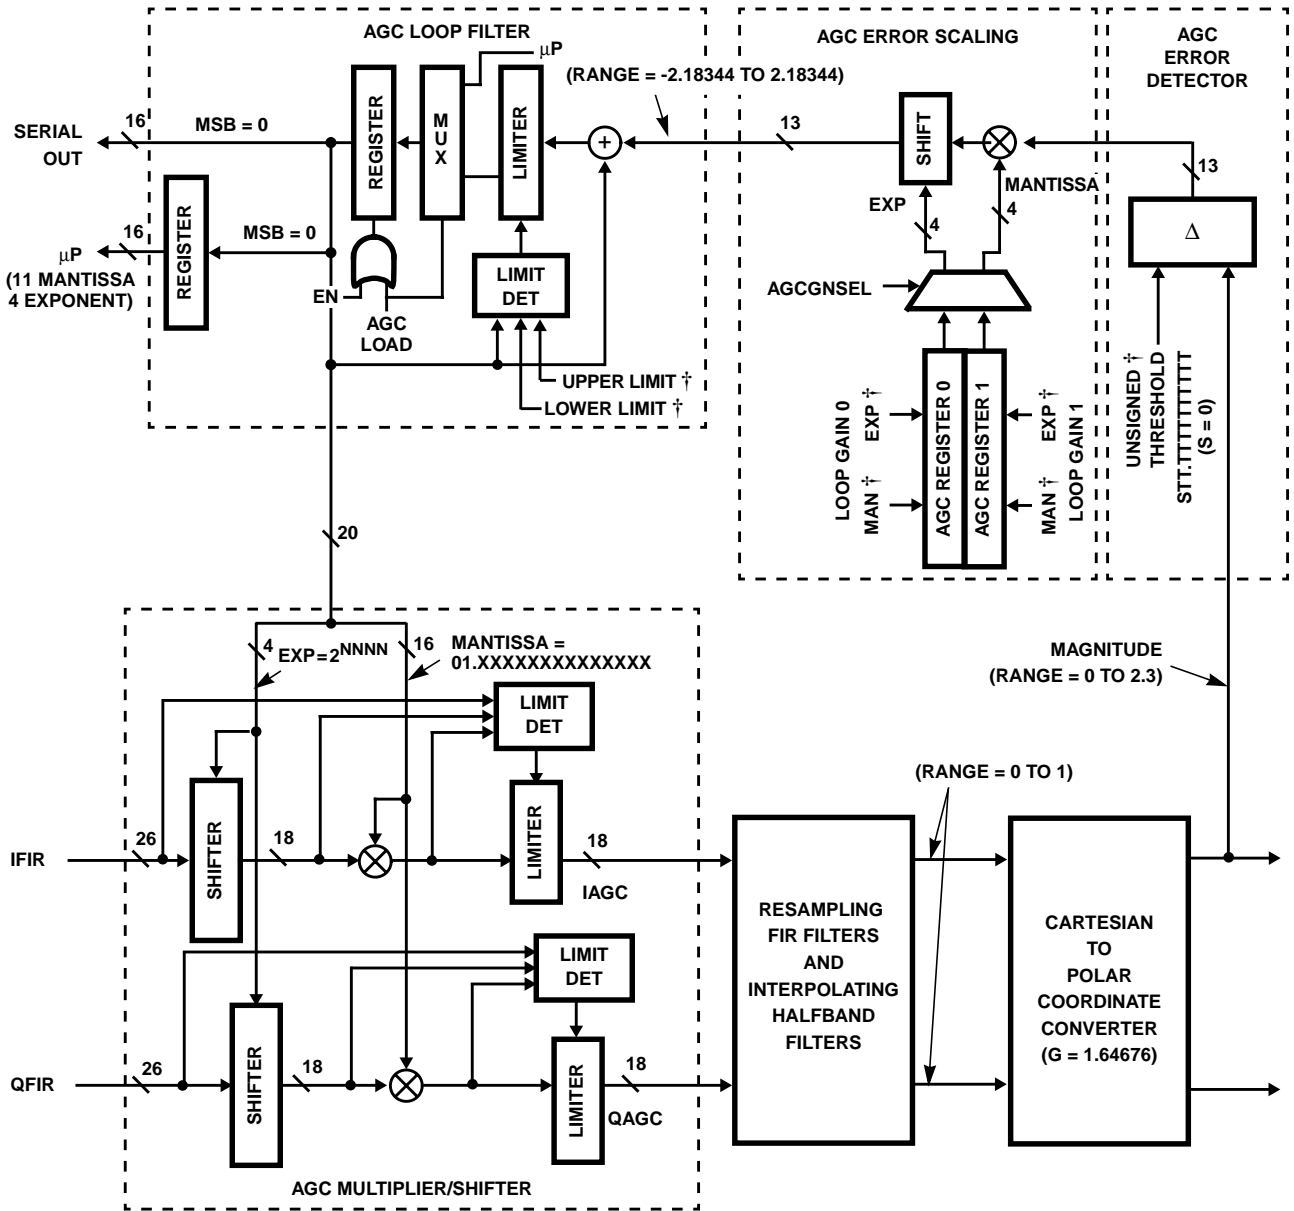 AGC LOOP FILTER
µP
REGISTER
MUX
LIMITER
+
16
MSB = 0
SERIAL
OUT
16
MSB = 0
REGISTER
µP
(11 MANTISSA
4 EXPONENT)
EN
AGC
LOAD
LIMIT
DET
UPPER LIMIT †
LOWER LIMIT †
(RANGE = -2.18344 TO 2.18344)
13
AGC ERROR SCALING
SHIFT
EXP
4
MANTISSA
4
AGCGNSEL
AGC REGISTER 0
AGC REGISTER 1
LOOP GAIN 0
EXP †
MAN †
EXP †
MAN †
LOOP GAIN 1
AGC
ERROR
DETECTOR
13
Δ
UNSIGNED †
THRESHOLD
STT.TTTTTTTTTT
(S = 0)
20
4
EXP=2^NNNN
16
MANTISSA =
01.XXXXXXXXXXXXXX
LIMIT
DET
IFIR
26
SHIFTER
18
LIMITER
18
IAGC
LIMIT
DET
QFIR
26
SHIFTER
18
LIMITER
18
QAGC
AGC MULTIPLIER/SHIFTER
MAGNITUDE
(RANGE = 0 TO 2.3)
(RANGE = 0 TO 1)
RESAMPLING
FIR FILTERS
AND
INTERPOLATING
HALFBAND
FILTERS
CARTESIAN
TO
POLAR
COORDINATE
CONVERTER
(G = 1.64676)